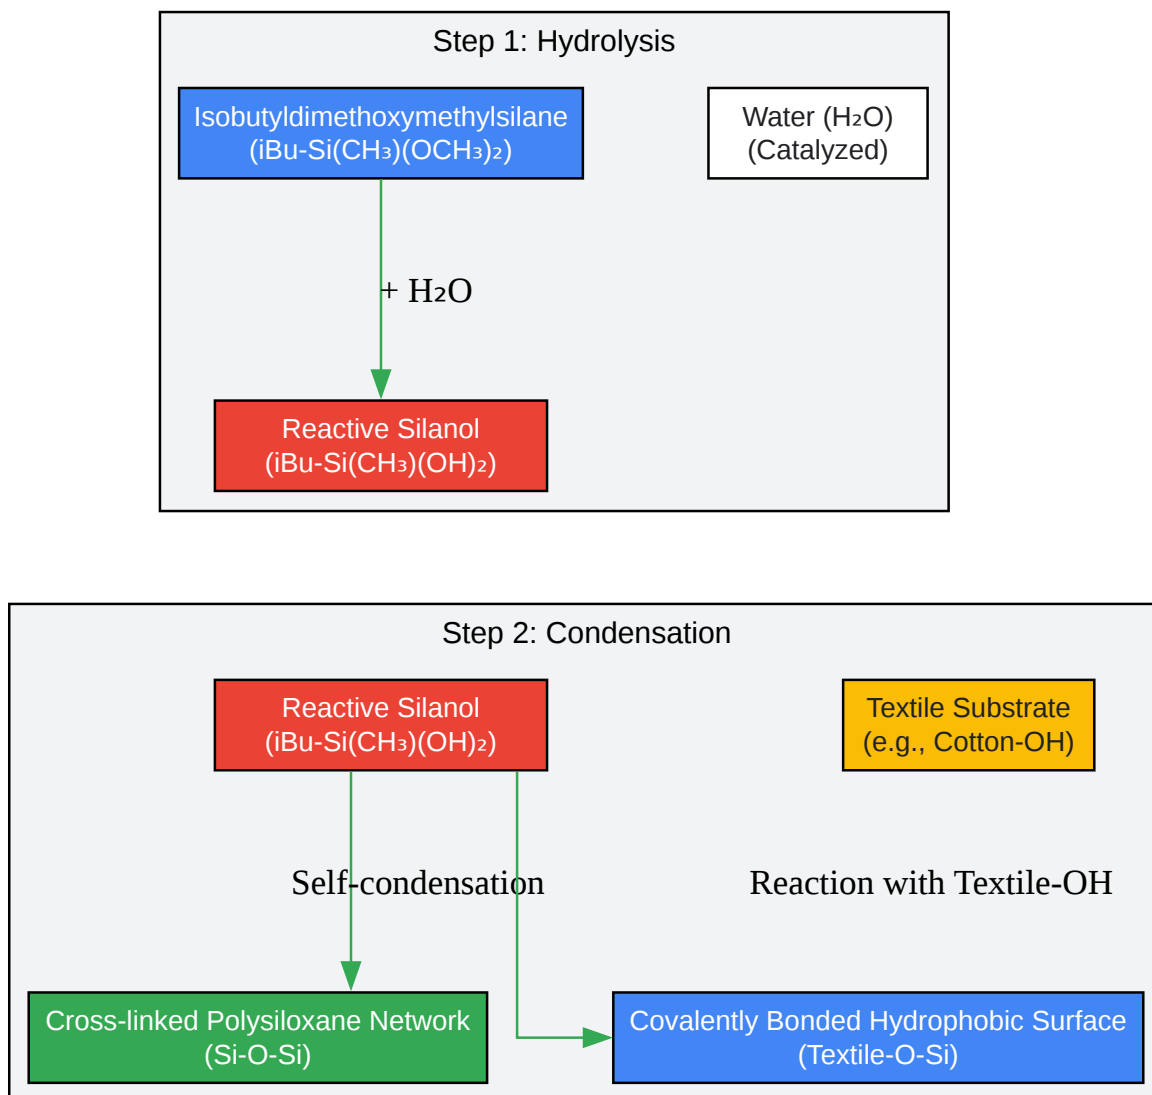 Step 1: Hydrolysis
Isobutyldimethoxymethylsilane
(iBu-Si(CH₃)(OCH₃)₂)
Water (H₂O)
(Catalyzed)
+ H₂O
Reactive Silanol
(iBu-Si(CH₃)(OH)₂)
Step 2: Condensation
Reactive Silanol
(iBu-Si(CH₃)(OH)₂)
Textile Substrate
(e.g., Cotton-OH)
Self-condensation
Reaction with Textile-OH
Cross-linked Polysiloxane Network
(Si-O-Si)
Covalently Bonded Hydrophobic Surface
(Textile-O-Si)